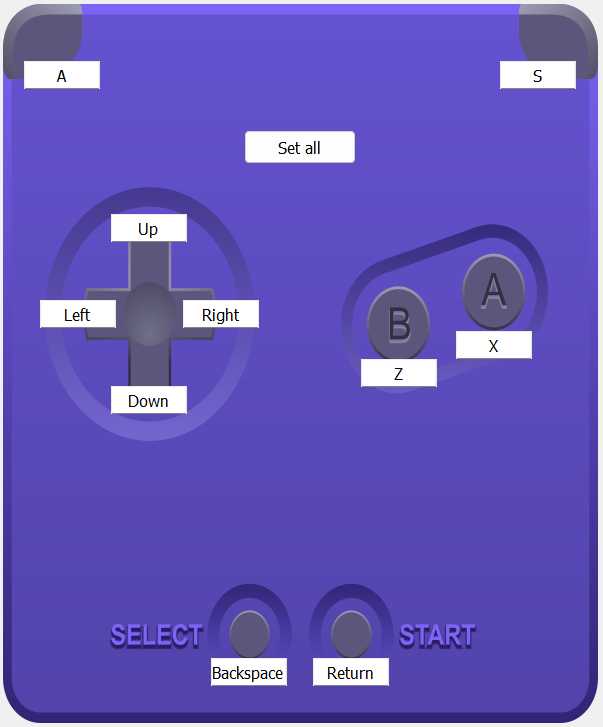 A
S
Set all
Up
Left
Right
Down
A
B
X
Z
SELECT
START
Backspace
Return